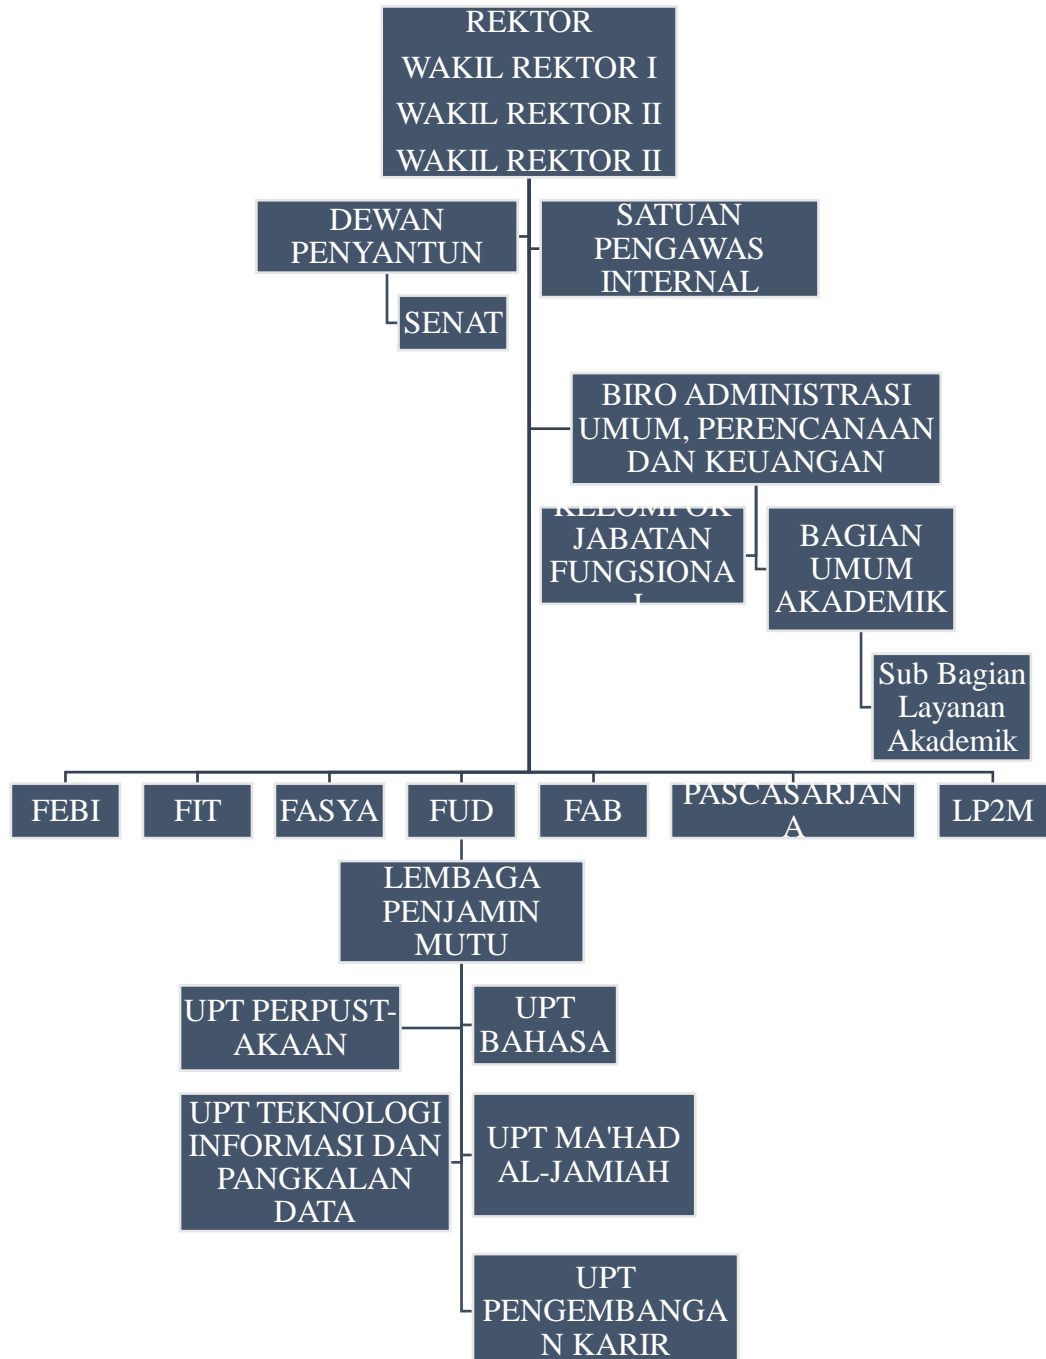 REKTOR
WAKIL REKTOR I
WAKIL REKTOR II
WAKIL REKTOR II
DEWAN
PENYANTUN
SATUAN
PENGAWAS
INTERNAL
SENAT
BIRO ADMINISTRASI
UMUM, PERENCANAAN
DAN KEUANGAN
KELOMPOK
JABATAN
FUNGSIONA
L
BAGIAN
UMUM
AKADEMIK
Sub Bagian
Layanan
Akademik
FEBI
FIT
FASYA
FUD
FAB
PASCASARJAN
A
LP2M
LEMBAGA
PENJAMIN
MUTU
UPT PERPUST-
AKAAN
UPT
BAHASA
UPT TEKNOLOGI
INFORMASI DAN
PANGKALAN
DATA
UPT MA'HAD
AL-JAMIAH
UPT
PENGEMBANGA
N KARIR